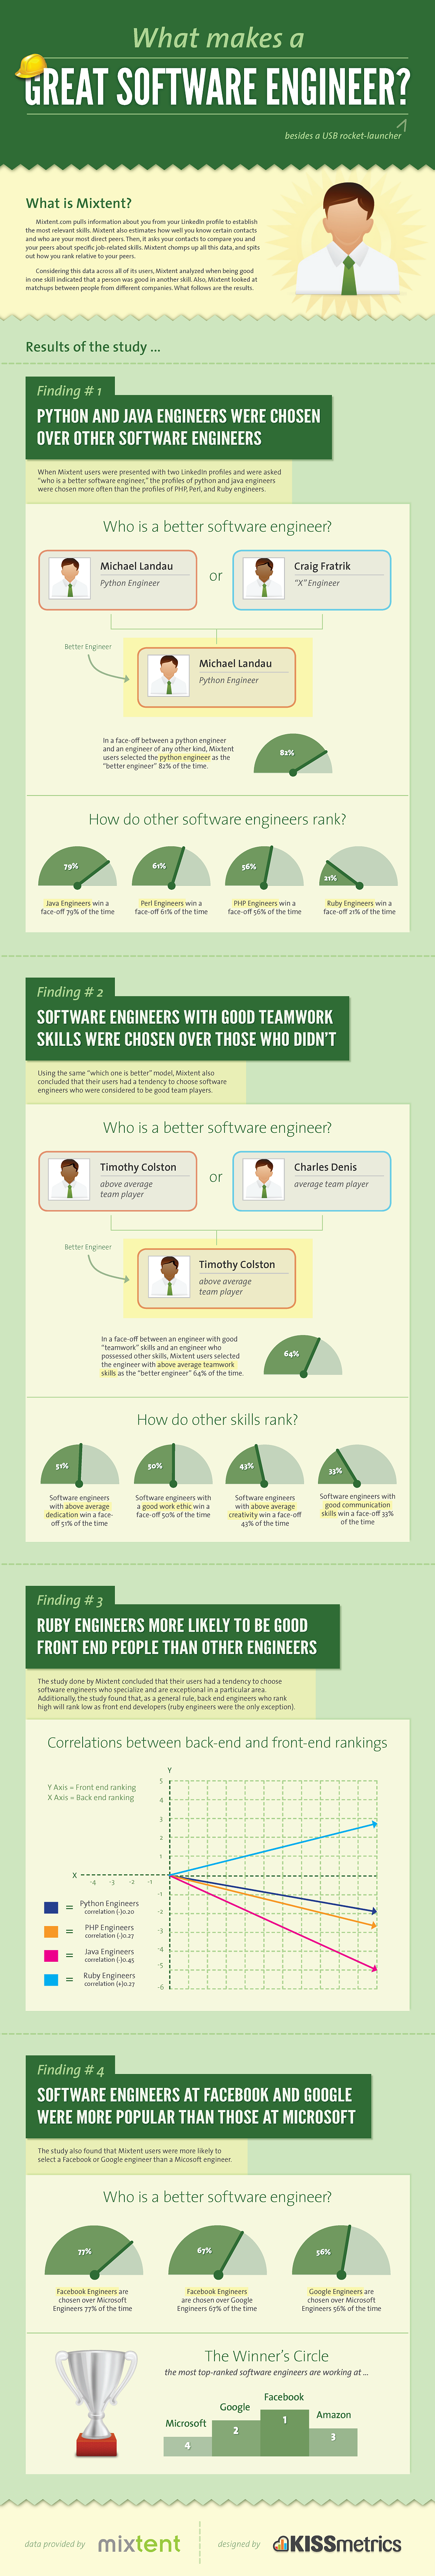 What makes a
GREAT SOFTWARE ENGINEER?
besides a USB rocket-launcher
What is Mixtent?
Mixtent.com pulls information about you from your LinkedIn profile to establish
the most relevant skills. Mixtent also estimates how well you know certain contacts
and who are your most direct peers. Then, it asks your contacts to compare you and
your peers about specific job-related skills. Mixtent chomps up all this data, and spits
out how you rank relative to your peers.
Considering this data across all of its users, Mixtent analyzed when being good
in one skill indicated that a person was good in another skill. Also, Mixtent looked at
matchups between people from different companies. What follows are the results.
Results of the study ...
Finding # 1
PYTHON AND JAVA ENGINEERS WERE CHOSEN
OVER OTHER SOFTWARE ENGINEERS
When Mixtent users were presented with two LinkedIn profiles and were asked
"who is a better software engineer," the profiles of python and java engineers
were chosen more often than the profiles of PHP, Perl, and Ruby engineers.
Who is a better software engineer?
Michael Landau
Python Engineer
or
Craig Fratrik
"X" Engineer
Better Engineer
Michael Landau
Python Engineer
In a face-off between a python engineer
and an engineer of any other kind, Mixtent
users selected the python engineer as the
"better engineer" 82% of the time.
82%
How do other software engineers rank?
79%
61%
56%
21%
Java Engineers win a
face-off 79% of the time
Perl Engineers win a
face-off 61% of the time
PHP Engineers win a
face-off 56% of the time
Ruby Engineers win a
face-off 21% of the time
Finding # 2
SOFTWARE ENGINEERS WITH GOOD TEAMWORK
SKILLS WERE CHOSEN OVER THOSE WHO DIDN'T
Using the same "which one is better" model, Mixtent also
concluded that their users had a tendency to choose software
engineers who were considered to be good team players.
Who is a better software engineer?
Timothy Colston
above average
team player
or
Charles Denis
average team player
Better Engineer
Timothy Colston
above average
team player
In a face-off between an engineer with good
"teamwork" skills and an engineer who
possessed other skills, Mixtent users selected
the engineer with above average teamwork
skills as the "better engineer" 64% of the time.
64%
How do other skills rank?
51%
50%
43%
33%
Software engineers
with above average
dedication win a face-
off 51% of the time
Software engineers with
a good work ethic win a
face-off 50% of the time
Software engineers
with above average
creativity win a face-off
43% of the time
Software engineers with
good communication
skills win a face-off 33%
of the time
Finding # 3
RUBY ENGINEERS MORE LIKELY TO BE GOOD
FRONT END PEOPLE THAN OTHER ENGINEERS
The study done by Mixtent concluded that their users had a tendency to choose
software engineers who specialize and are exceptional in a particular area.
Additionally, the study found that, as a general rule, back end engineers who rank
high will rank low as front end developers (ruby engineers were the only exception).
Correlations between back-end and front-end rankings
Y Axis = Front end ranking
X Axis = Back end ranking
Y
5
4
3
2
1
X
-4
-3
-2
-1
-1
-2
-3
-4
-5
-6
= Python Engineers
correlation (-)0.20
= PHP Engineers
correlation (-)0.27
= Java Engineers
correlation (-)0.45
= Ruby Engineers
correlation (+)0.27
Finding # 4
SOFTWARE ENGINEERS AT FACEBOOK AND GOOGLE
WERE MORE POPULAR THAN THOSE AT MICROSOFT
The study also found that Mixtent users were more likely to
select a Facebook or Google engineer than a Micosoft engineer.
Who is a better software engineer?
77%
67%
56%
Facebook Engineers are
chosen over Microsoft
Engineers 77% of the time
Facebook Engineers
are chosen over Google
Engineers 67% of the time
Google Engineers are
chosen over Microsoft
Engineers 56% of the time
The Winner's Circle
the most top-ranked software engineers are working at ...
Microsoft
4
Google
2
Facebook
1
Amazon
3
data provided by mixtent
designed by KISSmetrics